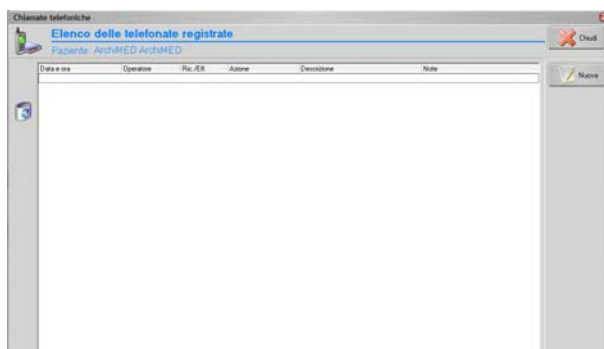 Chiamate telefoniche
Elenco delle telefonate registrate
Paziente: ArchiMED ArchiMED
Chiudi
Data e ora Operatore Ric./Eff. Azione Descrizione Note
Nuova